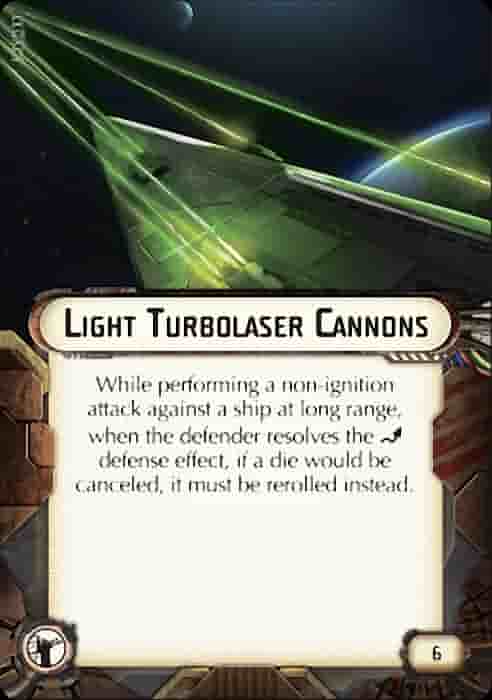 Light Turbolaser Cannons
While performing a non-ignition
attack against a ship at long range,
when the defender resolves the
defense effect, if a die would be
canceled, it must be rerolled instead.
6